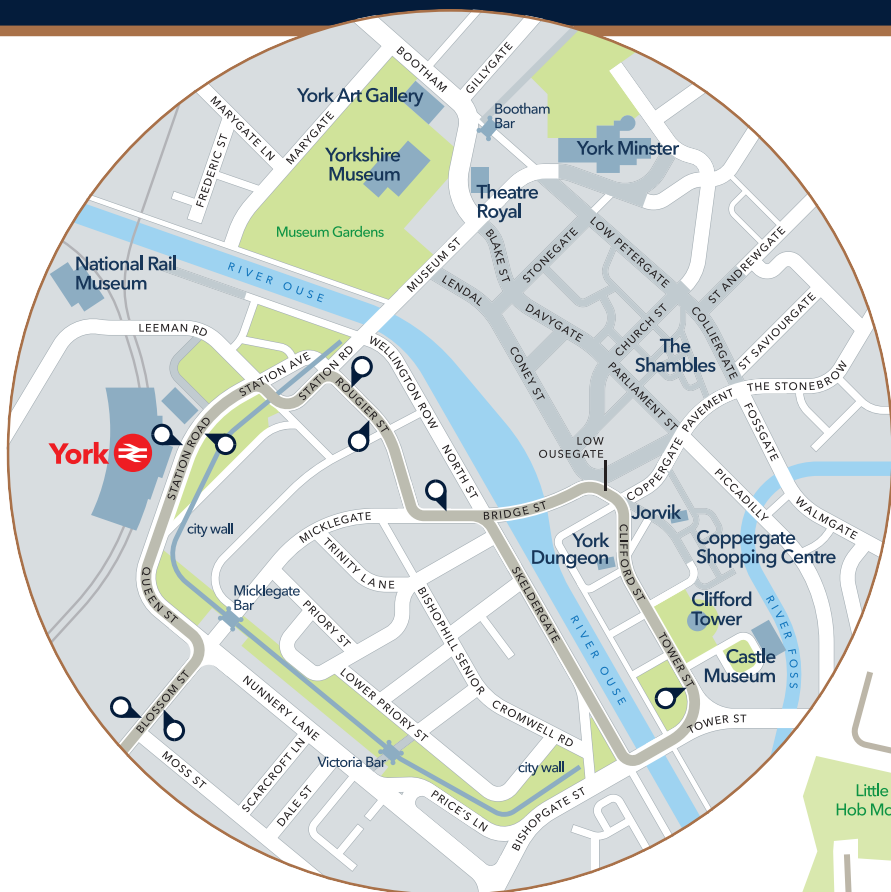 BOOTHAM
GILLYGATE
York Art Gallery
Bootham
Bar
MARYGATE LN
MARYGATE
FREDERIC ST
Yorkshire
Museum
York Minster
Theatre
Royal
Museum Gardens
MUSEUM ST
BLAKE ST
STONEGATE
LOW PETERGATE
ST ANDREWGATE
National Rail
Museum
RIVER OUSE
LENDAL
DAVYGATE
CHURCH ST
COLLIERGATE
ST SAVIOURGATE
LEEMAN RD
STATION AVE
STATION RD
WELLINGTON ROW
CONEY ST
The
Shambles
PARLIAMENT ST
THE STONEBOW
ROUGIER ST
PAVEMENT
FOSSGATE
York
STATION ROAD
NORTH ST
LOW
OUSEGATE
COPPERGATE
PICCADILLY
WALMGATE
city wall
MICKLEGATE
BRIDGE ST
Jorvik
TRINITY LANE
York
Dungeon
CLIFFORD ST
Coppergate
Shopping Centre
QUEEN ST
Micklegate
Bar
PRIORY ST
BISHOPHILL SENIOR
SKELDERGATE
RIVER OUSE
Clifford
Tower
RIVER FOSS
TOWER ST
Castle
Museum
BLOSSOM ST
NUNNERY LANE
LOWER PRIORY ST
CROMWELL RD
TOWER ST
MOSS ST
SCARCROFT LN
DALE ST
Victoria Bar
city wall
PRICE'S LN
BISHOPGATE ST
Little
Hob Mo